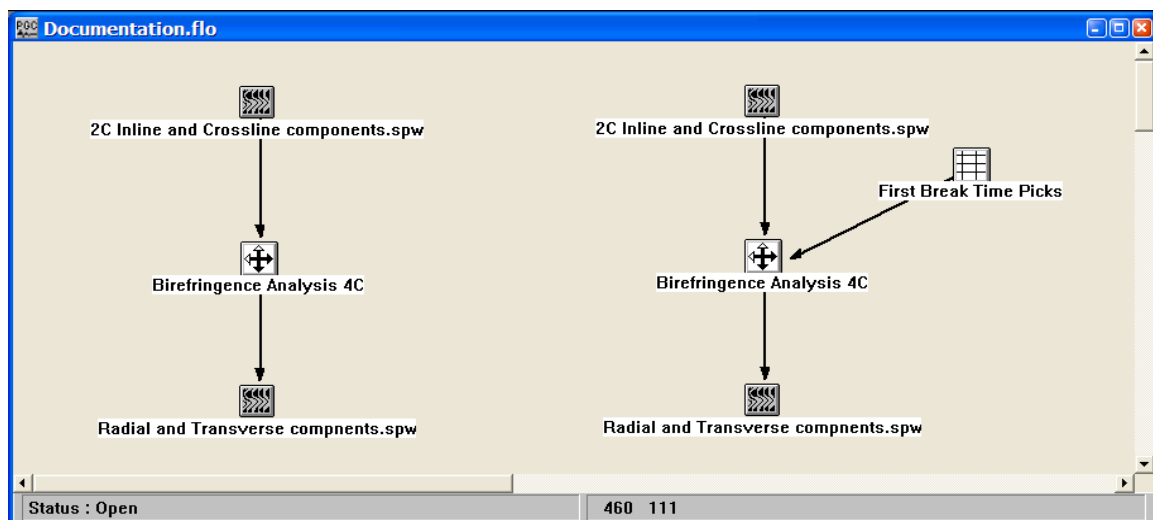 Documentation.flo
2C Inline and Crossline components.spw
2C Inline and Crossline components.spw
First Break Time Picks
Birefringence Analysis 4C
Birefringence Analysis 4C
Radial and Transverse compnents.spw
Radial and Transverse compnents.spw
Status : Open
460 111